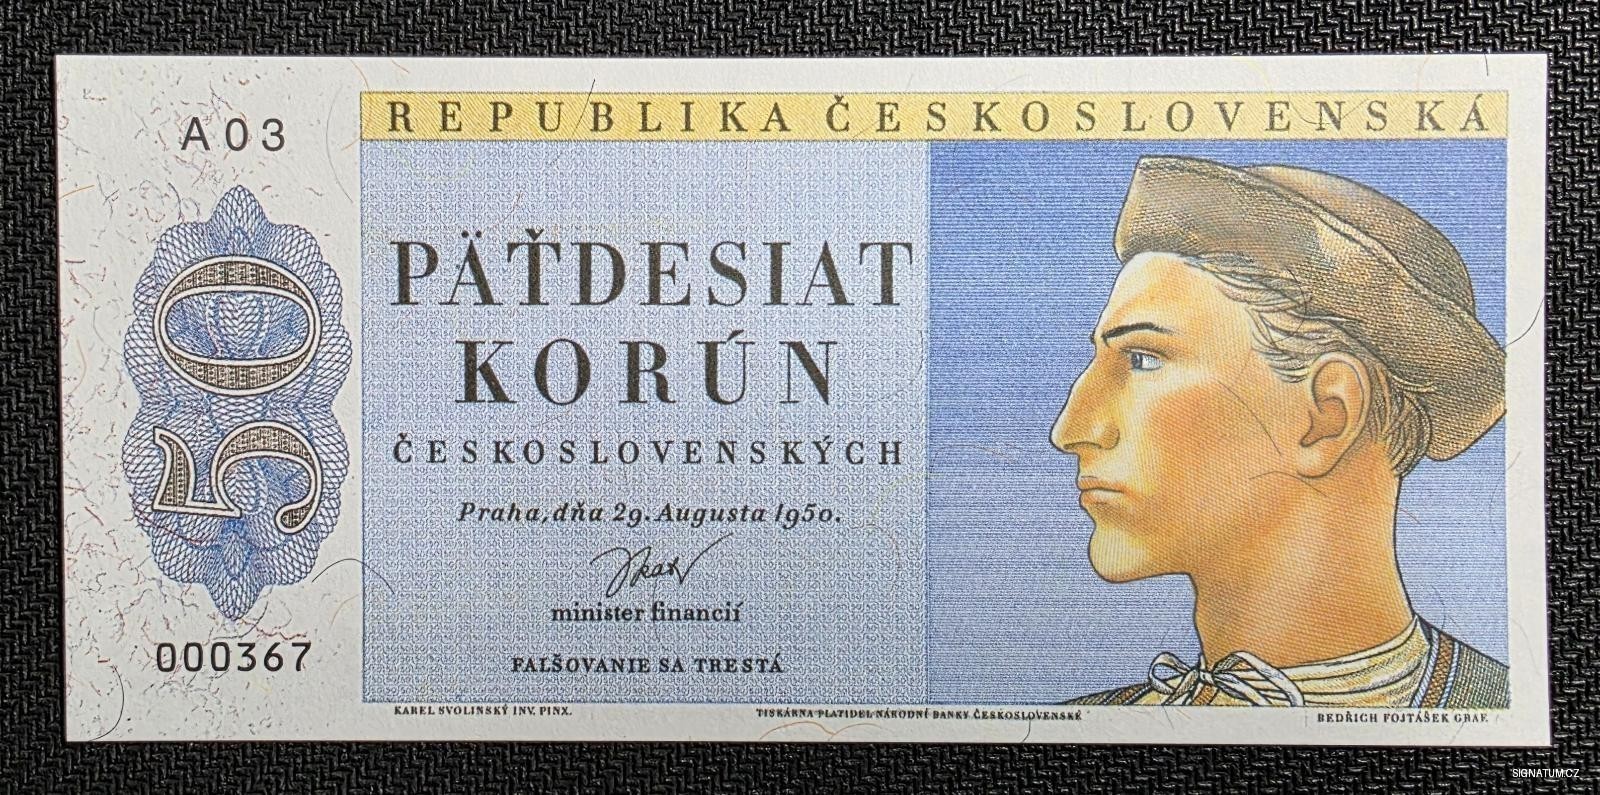 A03
REPUBLIKA ČESKOSLOVENSKÁ
50
PÄŤDESIAT
KORÚN
ČESKOSLOVENSKÝCH
Praha, dňa 29. Augusta 1950.
minister financií
FALŠOVANIE SA TRESTÁ
000367
KAREL SVOLINSKÝ INV. PINX.
TISKÁRNA PLATIDEL NÁRODNÍ BANKY ČESKOSLOVENSKÉ
BEDŘICH FOJTÁŠEK GRAF.
SIGNATUM.CZ